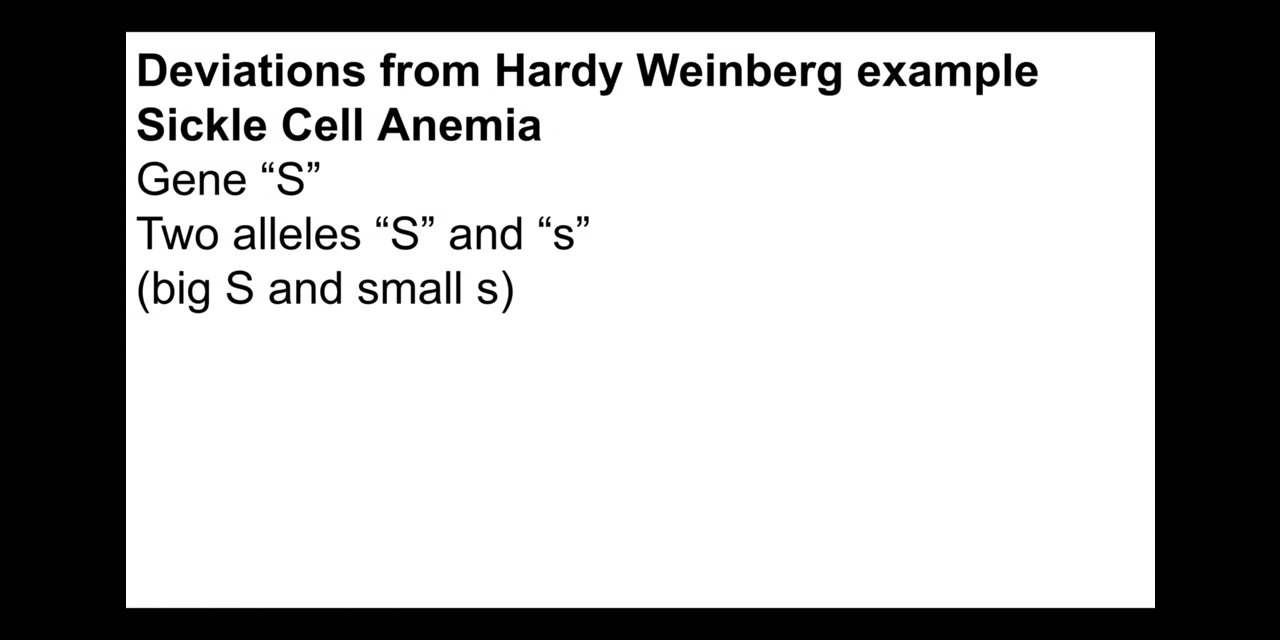 Deviations from Hardy Weinberg example
Sickle Cell Anemia
Gene “S”
Two alleles “S” and “s”
(big S and small s)